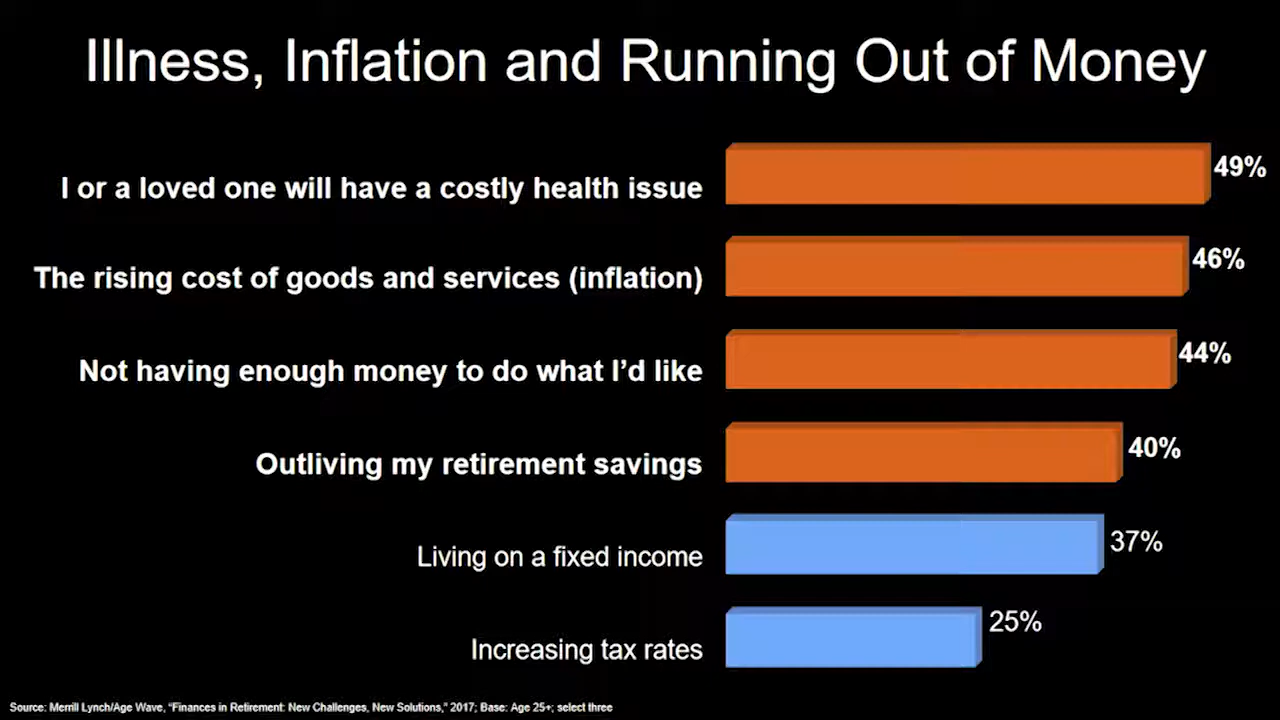 Illness, Inflation and Running Out of Money
I or a loved one will have a costly health issue
49%
The rising cost of goods and services (inflation)
46%
Not having enough money to do what I’d like
44%
Outliving my retirement savings
40%
Living on a fixed income
37%
Increasing tax rates
25%
Source: Merrill Lynch/Age Wave, “Finances in Retirement: New Challenges, New Solutions,” 2017; Base: Age 25+; select three